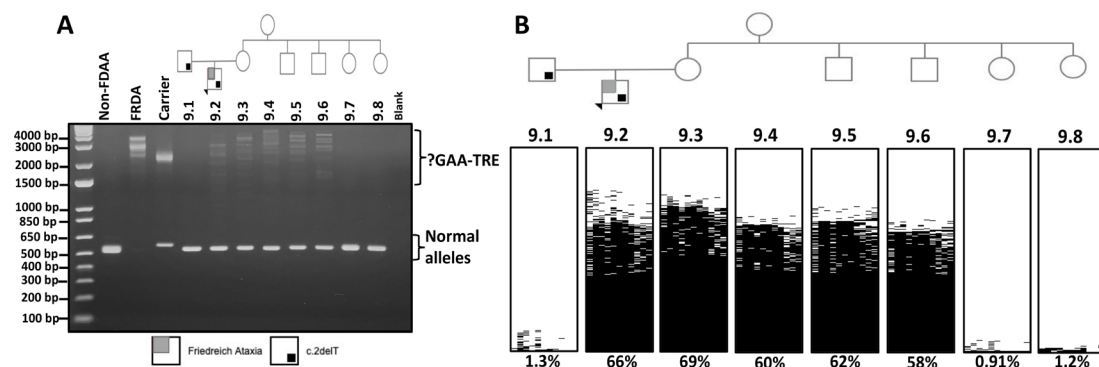 A
B
Non-FDAA
FRDA
Carrier
9.1
9.2
9.3
9.4
9.5
9.6
9.7
9.8
Blank
4000 bp
3000 bp
2000 bp
1500 bp
1000 bp
850 bp
650 bp
500 bp
400 bp
300 bp
200 bp
100 bp
?GAA-TRE
Normal
alleles
Friedreich Ataxia
c.2delT
9.1 9.2 9.3 9.4 9.5 9.6 9.7 9.8
1.3% 66% 69% 60% 62% 58% 0.91% 1.2%